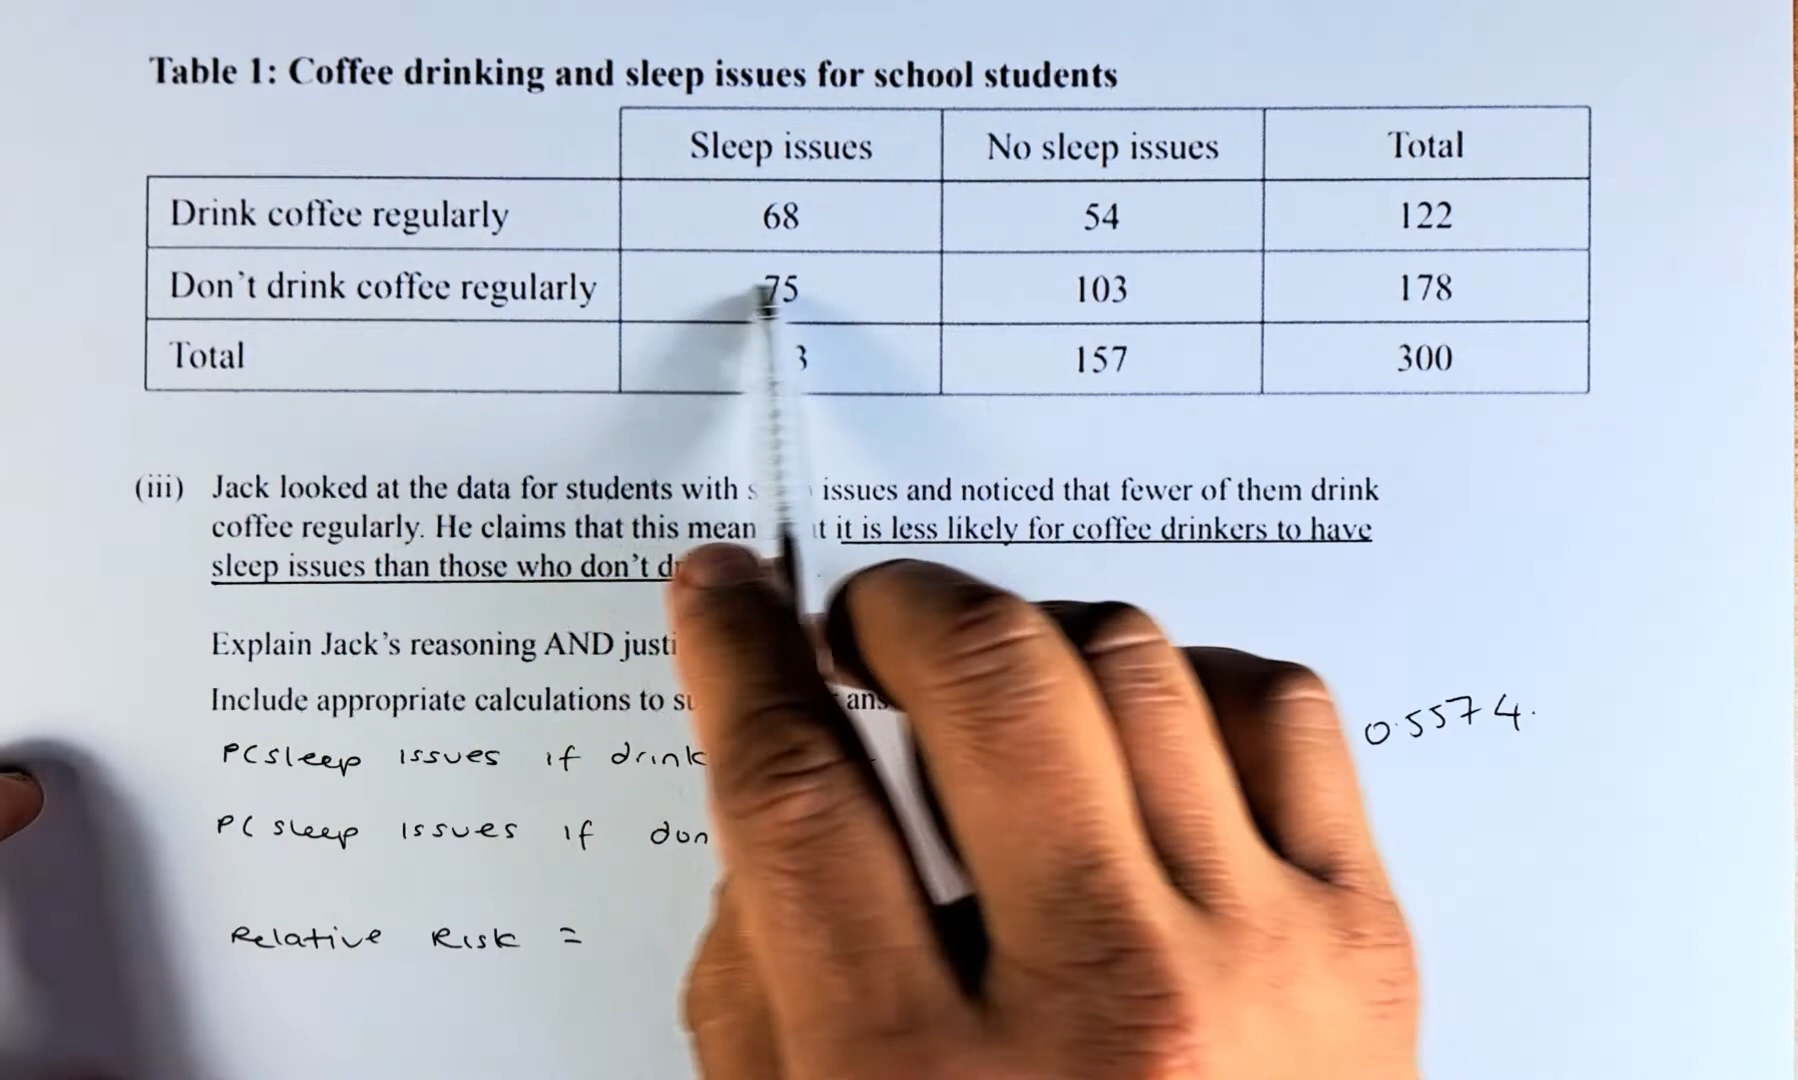 Table 1: Coffee drinking and sleep issues for school students
Sleep issues No sleep issues Total
Drink coffee regularly 68 54 122
Don't drink coffee regularly 75 103 178
Total 3 157 300
(iii) Jack looked at the data for students with issues and noticed that fewer of them drink
coffee regularly. He claims that this mean it is less likely for coffee drinkers to have
sleep issues than those who don't
Explain Jack's reasoning AND justi
Include appropriate calculations to
0.5574.
P(sleep issues if drink
P( sleep issues if don
Relative Risk =